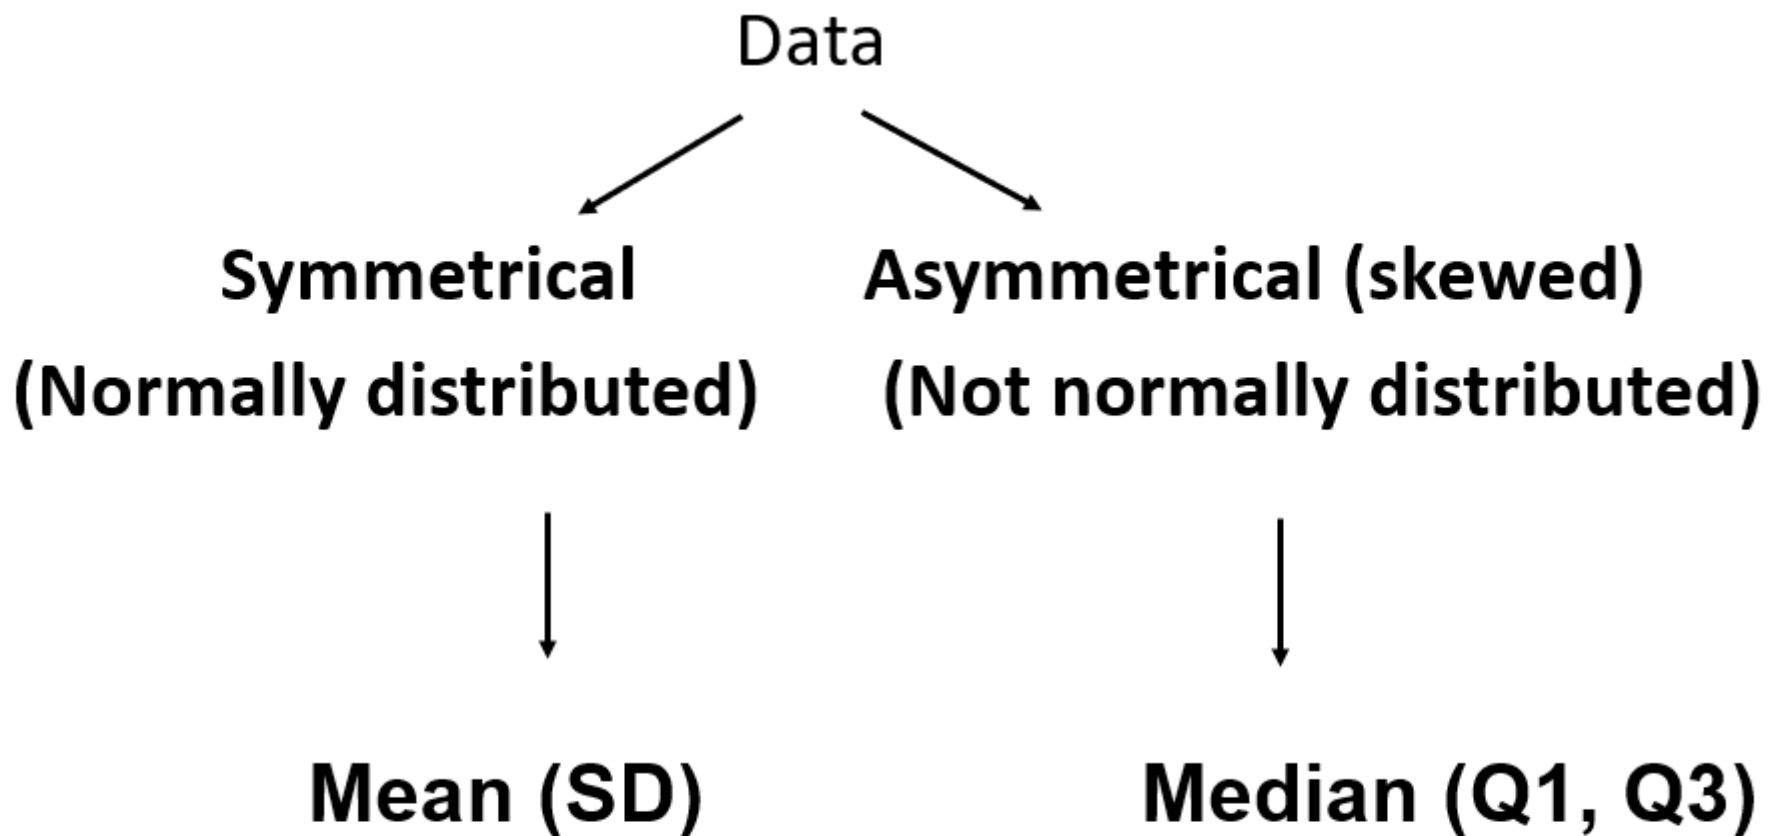 Data
Symmetrical
Asymmetrical (skewed)
(Normally distributed)
(Not normally distributed)
Mean (SD)
Median (Q1, Q3)